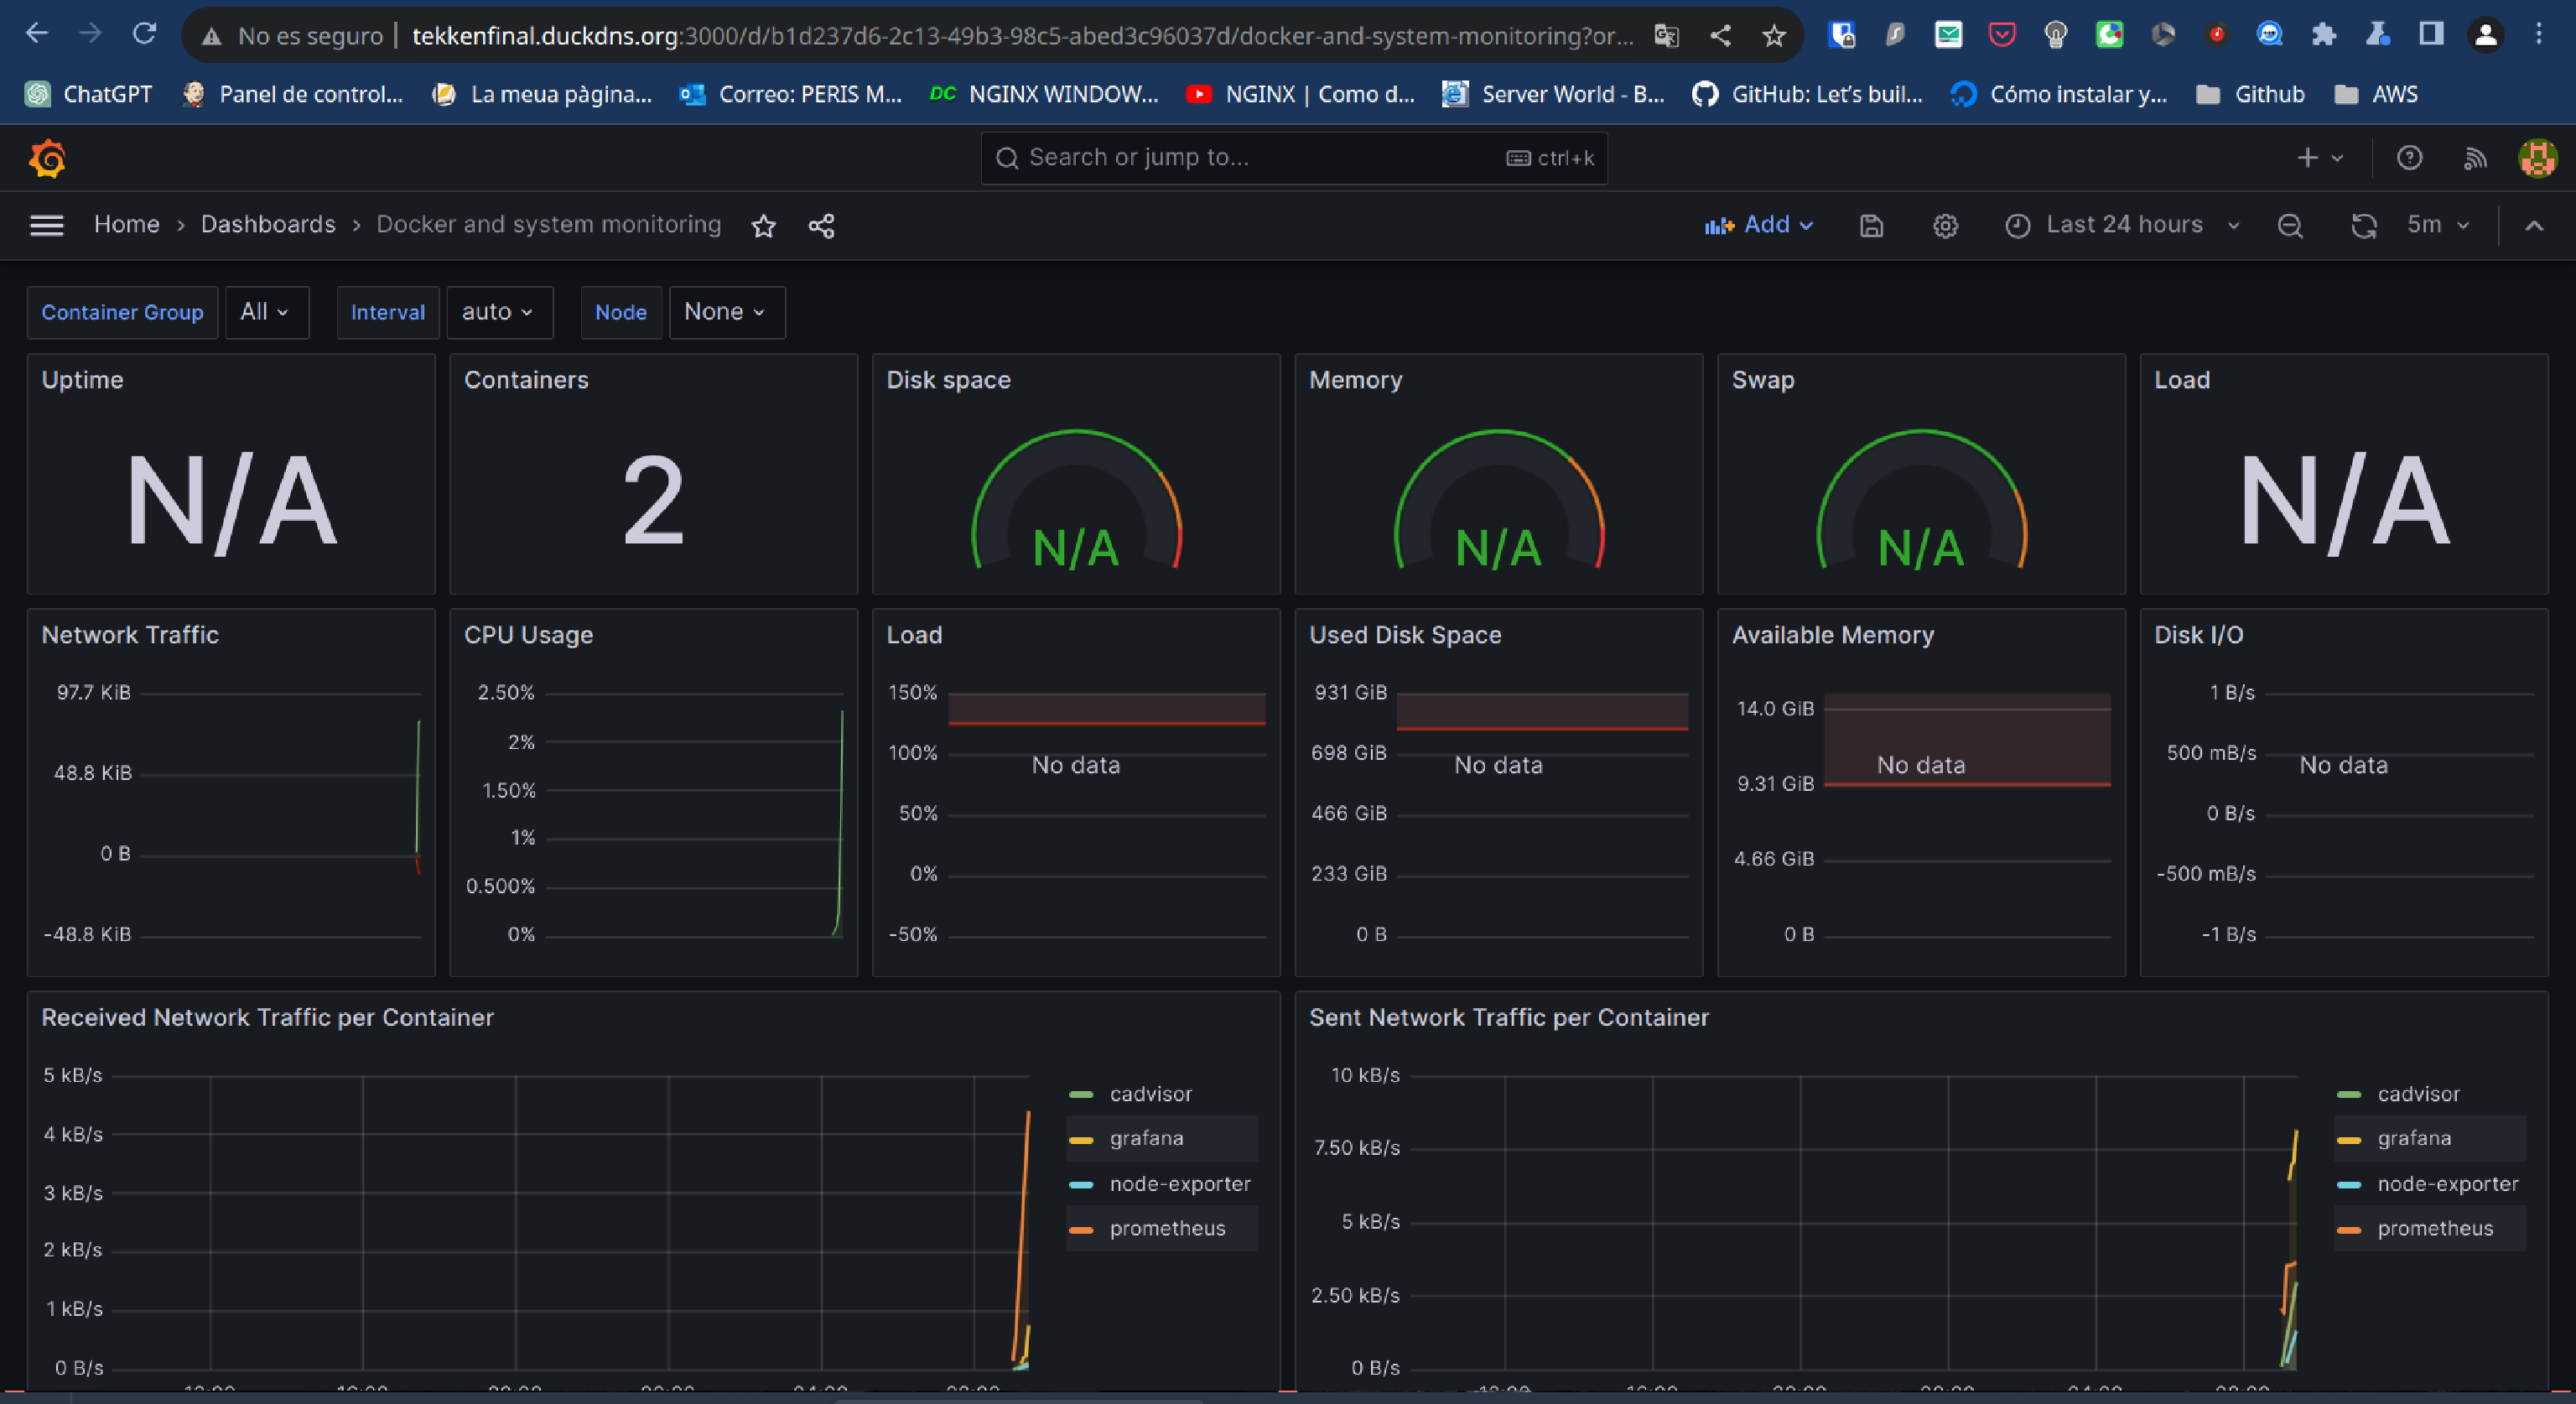 No es seguro | tekkenfinal.duckdns.org:3000/d/b1d237d6-2c13-49b3-98c5-abed3c96037d/docker-and-system-monitoring?or...
ChatGPT Panel de control... La meua pàgina... Correo: PERIS M... DC NGINX WINDOW... NGINX | Como d... Server World - B... GitHub: Let's buil... Cómo instalar y... Github AWS
Search or jump to... ctrl+k
Home > Dashboards > Docker and system monitoring Add Last 24 hours 5m
Container Group All Interval auto Node None
Uptime Containers Disk space Memory Swap Load
N/A 2 N/A N/A N/A N/A
Network Traffic
97.7 KiB
48.8 KiB
0 B
-48.8 KiB
CPU Usage
2.50%
2%
1.50%
1%
0.500%
0%
Load
150%
100%
No data
50%
0%
-50%
Used Disk Space
931 GiB
698 GiB
No data
466 GiB
233 GiB
0 B
Available Memory
14.0 GiB
No data
9.31 GiB
4.66 GiB
0 B
Disk I/O
1 B/s
500 mB/s
No data
0 B/s
-500 mB/s
-1 B/s
Received Network Traffic per Container
5 kB/s
4 kB/s
3 kB/s
2 kB/s
1 kB/s
0 B/s
cadvisor
grafana
node-exporter
prometheus
Sent Network Traffic per Container
10 kB/s
7.50 kB/s
5 kB/s
2.50 kB/s
0 B/s
cadvisor
grafana
node-exporter
prometheus